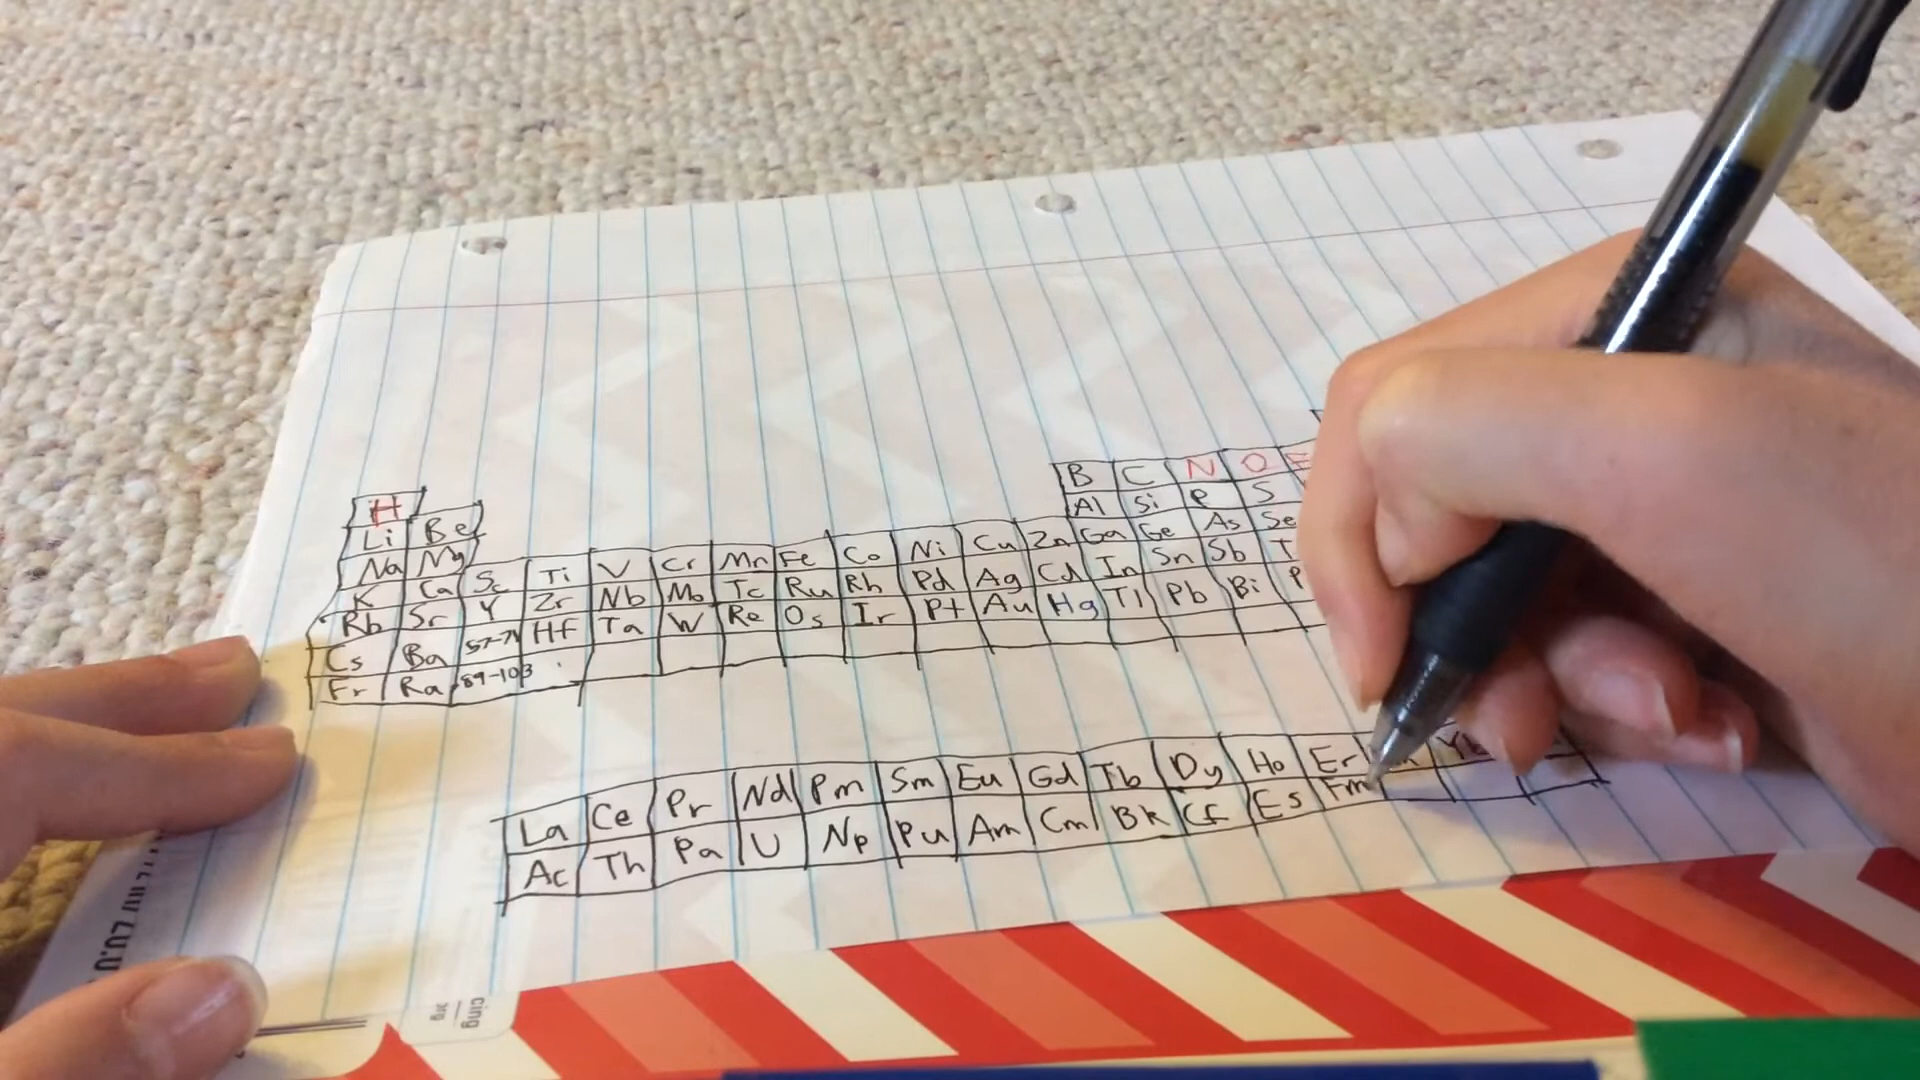 H
Li Be B C N O F
Na Mg Al Si P S
K Ca Sc Ti V Cr Mn Fe Co Ni Cu Zn Ga Ge As Se
Rb Sr Y Zr Nb Mo Tc Ru Rh Pd Ag Cd In Sn Sb T
Cs Ba 57-71 Hf Ta W Re Os Ir Pt Au Hg Tl Pb Bi P
Fr Ra 89-103
La Ce Pr Nd Pm Sm Eu Gd Tb Dy Ho Er Yb
Ac Th Pa U Np Pu Am Cm Bk Cf Es Fm
cing